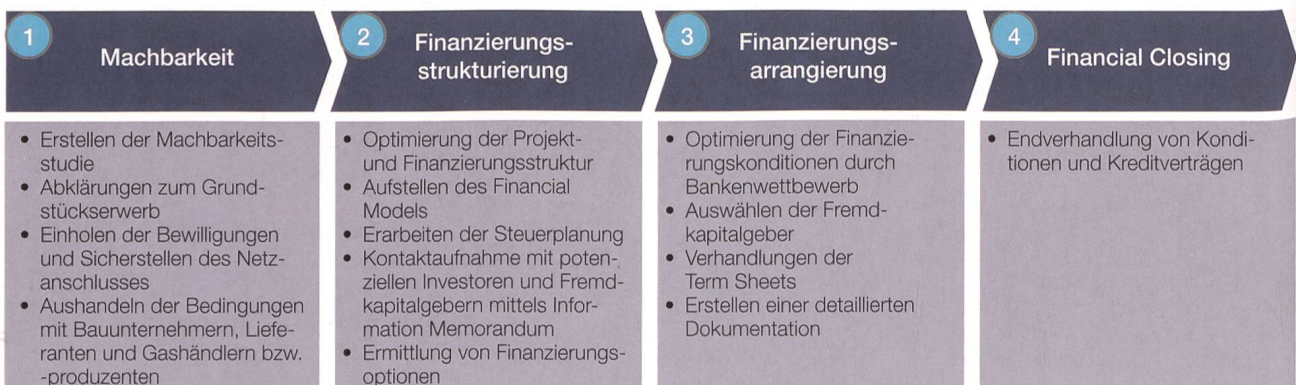 1
Machbarkeit
• Erstellen der Machbarkeits-
studie
• Abklärungen zum Grund-
stückserwerb
• Einholen der Bewilligungen
und Sicherstellen des Netz-
anschlusses
• Aushandeln der Bedingungen
mit Bauunternehmern, Liefe-
ranten und Gashändlern bzw.
-produzenten
2
Finanzierungs-
strukturierung
• Optimierung der Projekt-
und Finanzierungsstruktur
• Aufstellen des Financial
Models
• Erarbeiten der Steuerplanung
• Kontaktaufnahme mit poten-
ziellen Investoren und Fremd-
kapitalgebern mittels Infor-
mation Memorandum
• Ermittlung von Finanzierungs-
optionen
3
Finanzierungs-
arrangierung
• Optimierung der Finanzie-
rungskonditionen durch
Bankenwettbewerb
• Auswählen der Fremd-
kapitalgeber
• Verhandlungen der
Term Sheets
• Erstellen einer detaillierten
Dokumentation
4
Financial Closing
• Endverhandlung von Kondi-
tionen und Kreditverträgen